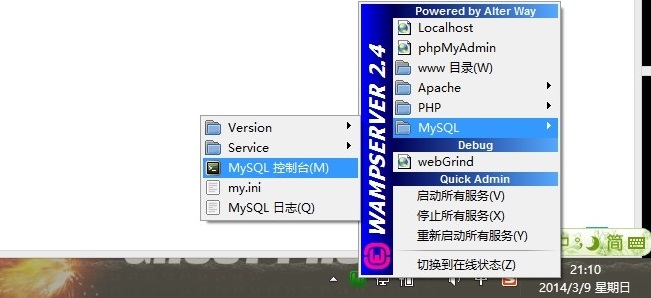 Powered by Alter Way
Localhost
phpMyAdmin
www 目录(W)
Apache
PHP
MySQL
Debug
webGrind
Quick Admin
启动所有服务(V)
停止所有服务(X)
重新启动所有服务(Y)
切换到在线状态(Z)
WAMPSERVER 2.4
Version
Service
MySQL 控制台(M)
my.ini
MySQL 日志(Q)
中
简
中
21:10
2014/3/9 星期日